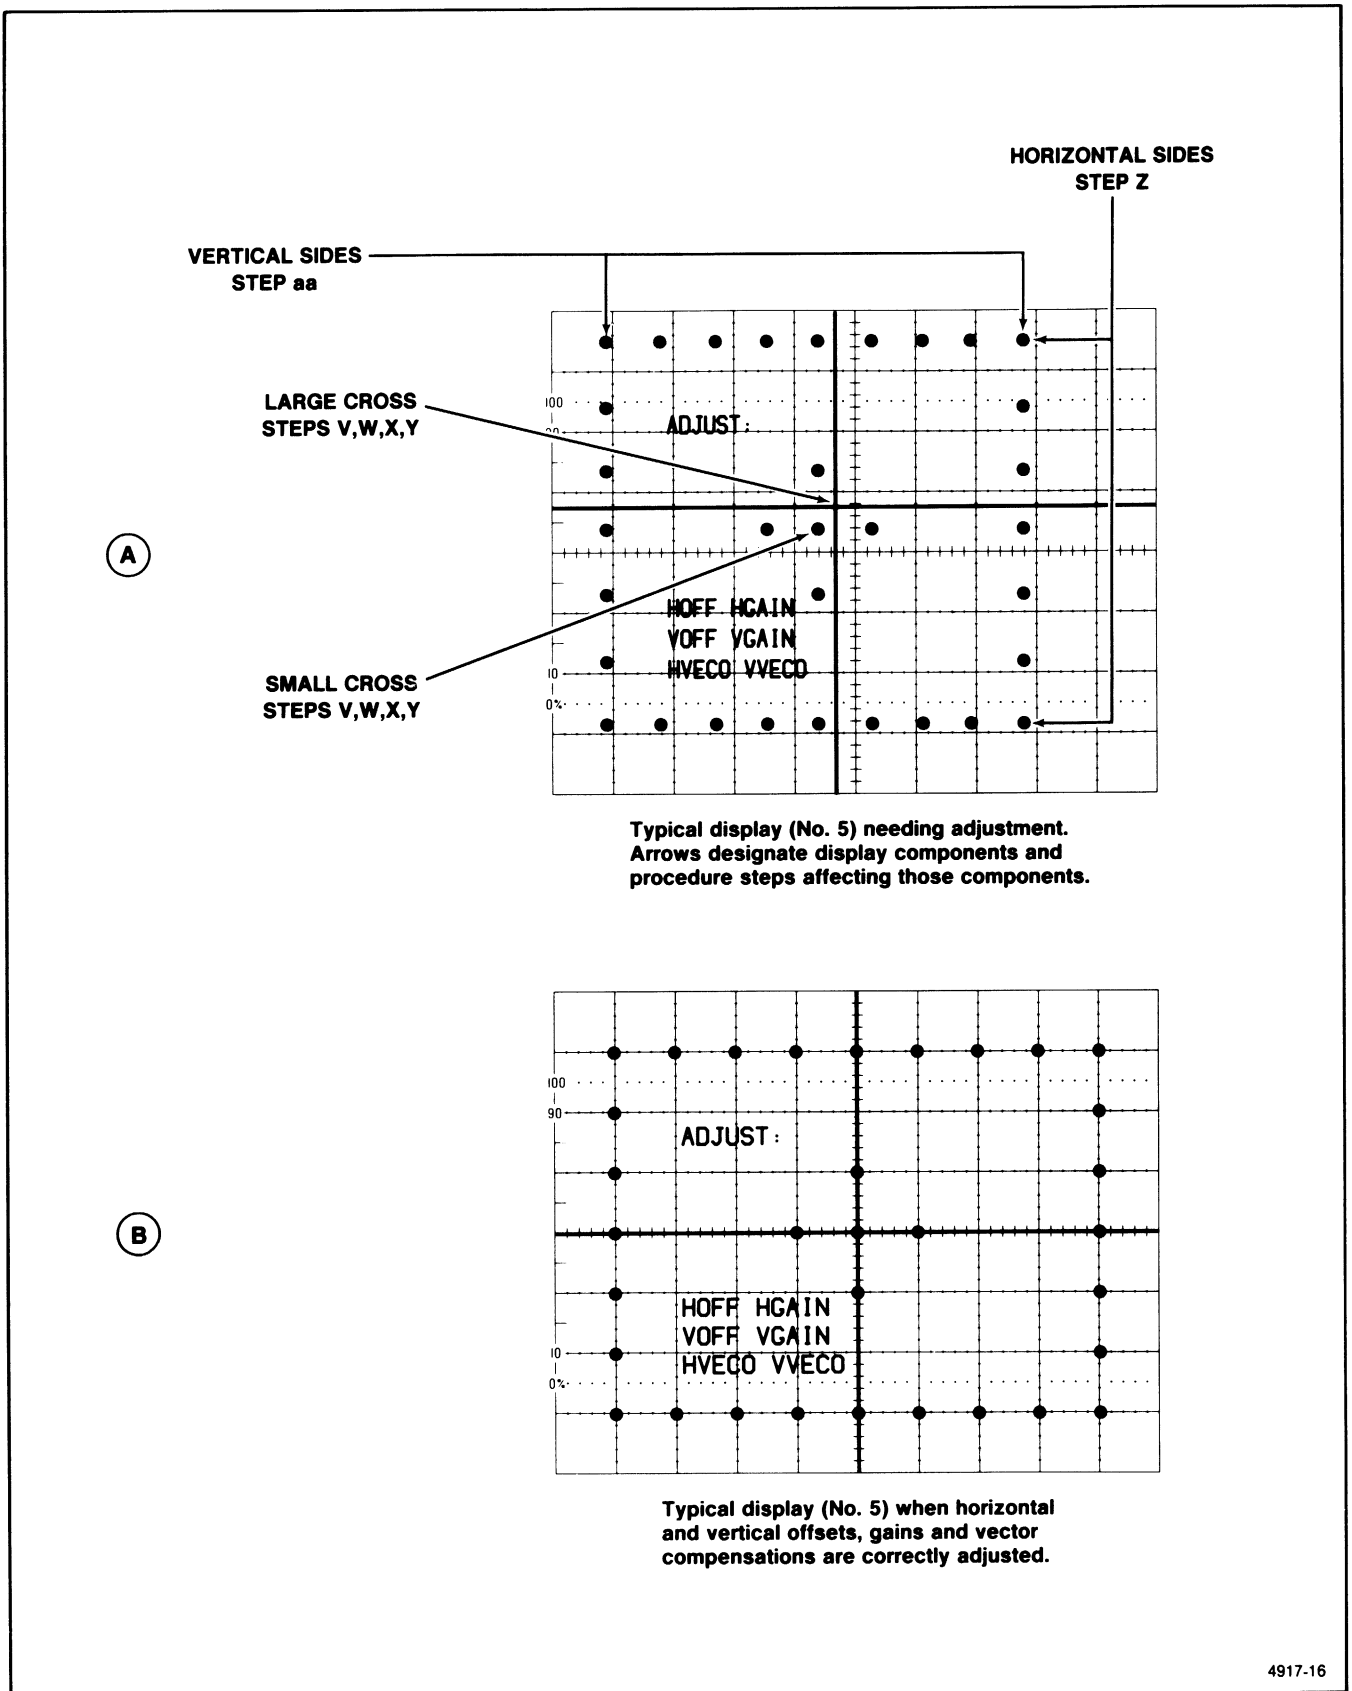 HORIZONTAL SIDES
STEP Z
VERTICAL SIDES
STEP aa
LARGE CROSS
STEPS V,W,X,Y
100
ADJUST:
A
HOFF HGAIN
VOFF VGAIN
HVECO VVECO
10
0%
SMALL CROSS
STEPS V,W,X,Y
Typical display (No. 5) needing adjustment.
Arrows designate display components and
procedure steps affecting those components.
100
90
ADJUST:
B
HOFF HGAIN
VOFF VGAIN
HVECO VVECO
10
0%
Typical display (No. 5) when horizontal
and vertical offsets, gains and vector
compensations are correctly adjusted.
4917-16